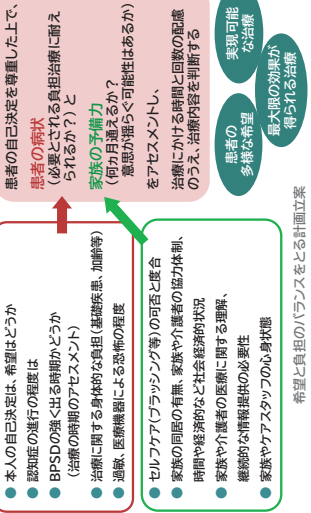 ● 本人の自己決定は、希望はどうか
● 認知症の進行の程度は
● BPSDの強く出る時期かどうか
（治療の時期のアセスメント）
● 治療に関する身体的な負担（基礎疾患、加齢等）
● 過敏、医療機器による恐怖の程度
● セルフケア（ブラッシング等）の可否と度合
● 家族の同居の有無、家族や介護者の協力体制、
時間や経済的など社会経済的状況
● 家族や介護者の医療に関する理解、
継続的な情報提供の必要性
● 家族やケアスタッフの心身状態
患者の自己決定を尊重した上で、
患者の病状
（必要とされる負担治療に耐え
られるか？）と
家族の予備力
（何ヵ月通えるか？
意思が揺らぐ可能性はあるか）
をアセスメントし、
治療にかける時間と回数の配慮
のうえ、治療内容を判断する
患者の
多様な希望
実現可能
な治療
最大限の効果が
得られる治療
希望と負担のバランスをとる計画立案